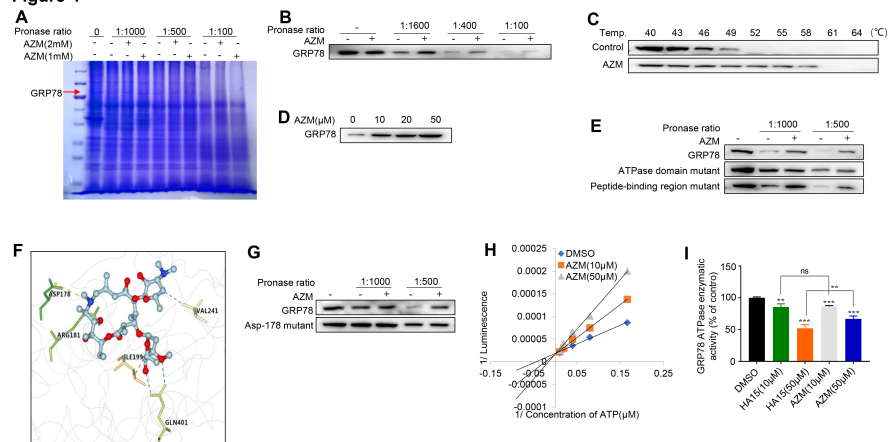 A
Pronase ratio 0 1:1000 1:500 1:100
AZM(2mM) - - + - - + - - -
AZM(1mM) - - - + - - + - +
GRP78
B
- 1:1600 1:400 1:100
AZM - + - + - + - +
GRP78
C
Temp. 40 43 46 49 52 55 58 61 64 (℃)
Control
AZM
D
AZM(μM) 0 10 20 50
GRP78
E
Pronase ratio 1:1000 1:500
AZM - - + - +
GRP78
ATPase domain mutant
Peptide-binding region mutant
F
ASP178
VAL241
ARG181
ILE199
GLN401
G
Pronase ratio 1:1000 1:500
AZM - - + - +
GRP78
Asp-178 mutant
H
1/ Luminescence
0.00025
0.0002
0.00015
0.0001
0.00005
0
-0.00005
-0.0001
-0.15 -0.05 0.05 0.15 0.25
DMSO
AZM(10μM)
AZM(50μM)
1/ Concentration of ATP(μM)
I
GRP78 ATPase enzymatic
activity (% of control)
150
100
50
0
ns
**
** *** *** ***
DMSO
HA15(10μM)
HA15(50μM)
AZM(10μM)
AZM(50μM)